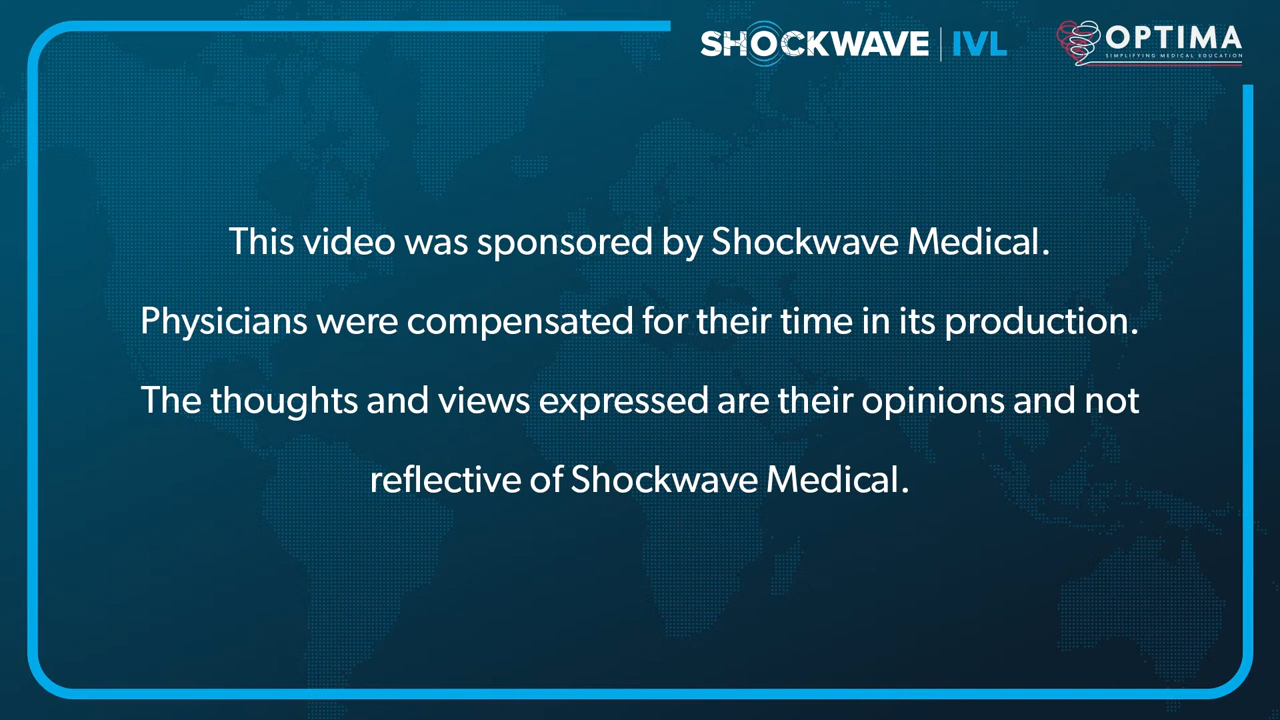 SHOCKWAVE | IVL
OPTIMA
SIMPLIFYING MEDICAL EDUCATION
This video was sponsored by Shockwave Medical.
Physicians were compensated for their time in its production.
The thoughts and views expressed are their opinions and not
reflective of Shockwave Medical.